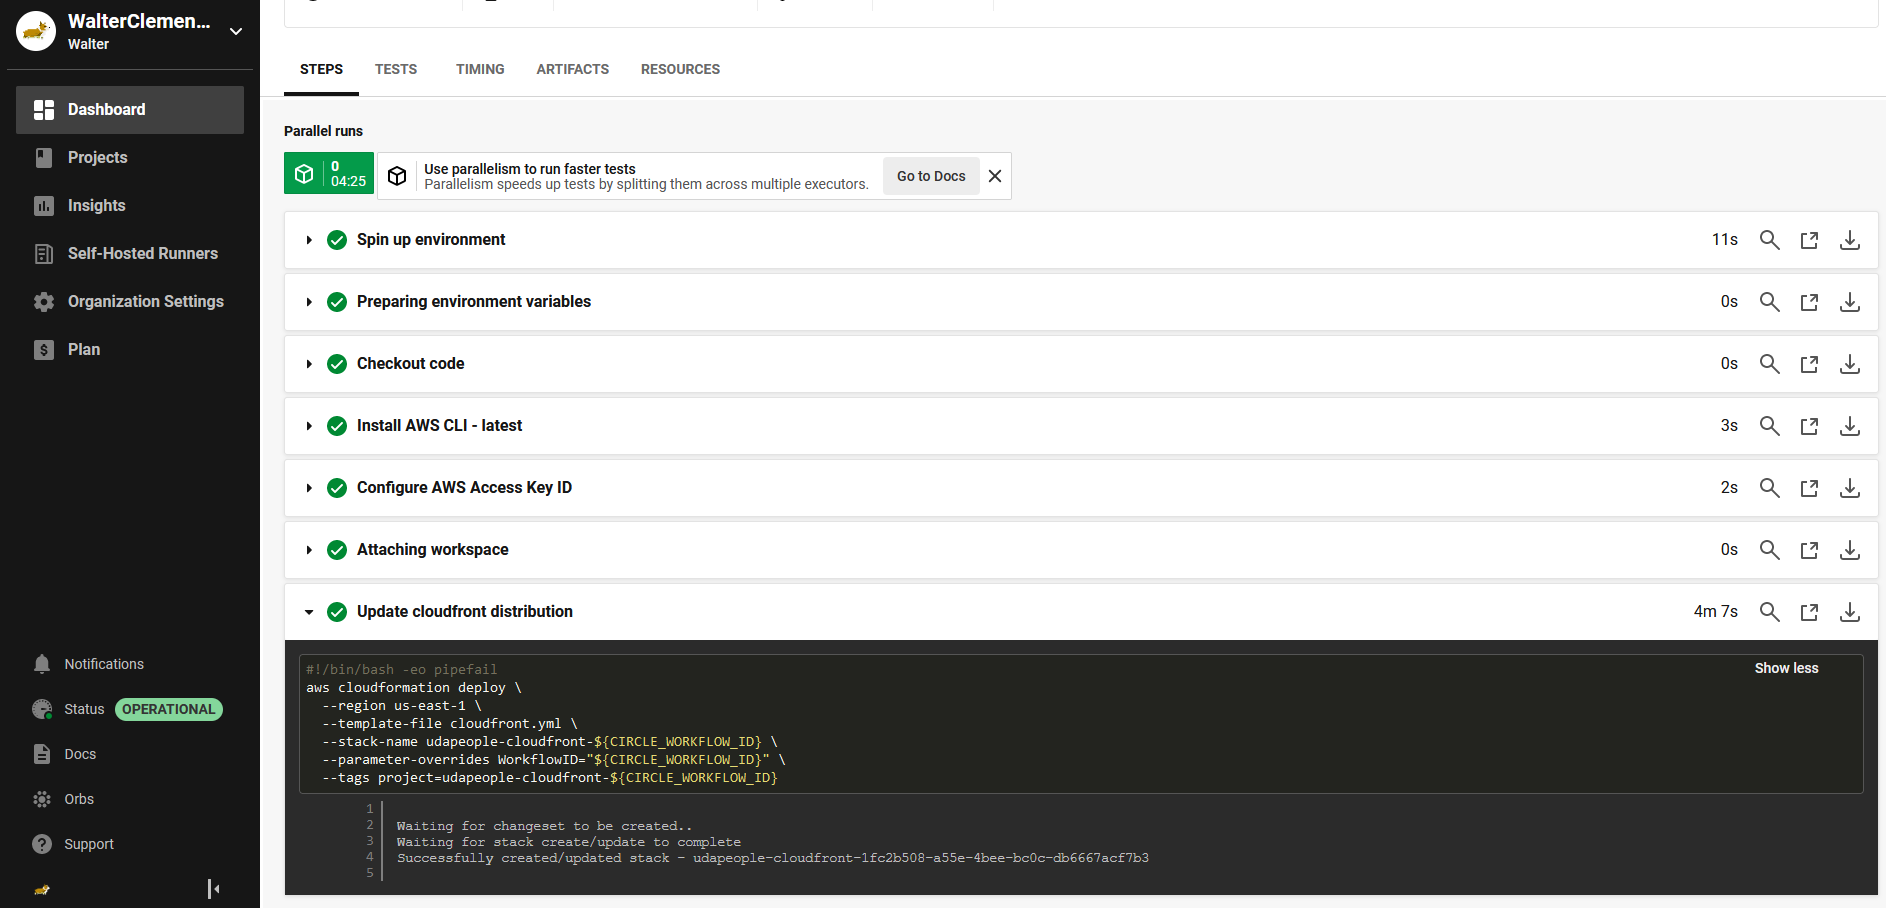 WalterClemen...
Walter
Dashboard
Projects
Insights
Self-Hosted Runners
Organization Settings
Plan
Notifications
Status OPERATIONAL
Docs
Orbs
Support
STEPS TESTS TIMING ARTIFACTS RESOURCES
Parallel runs
0
04:25
Use parallelism to run faster tests
Parallelism speeds up tests by splitting them across multiple executors.
Go to Docs
Spin up environment 11s
Preparing environment variables 0s
Checkout code 0s
Install AWS CLI - latest 3s
Configure AWS Access Key ID 2s
Attaching workspace 0s
Update cloudfront distribution 4m 7s
#!/bin/bash -eo pipefail
Show less
aws cloudformation deploy \
--region us-east-1 \
--template-file cloudfront.yml \
--stack-name udapeople-cloudfront-${CIRCLE_WORKFLOW_ID} \
--parameter-overrides WorkflowID="${CIRCLE_WORKFLOW_ID}" \
--tags project=udapeople-cloudfront-${CIRCLE_WORKFLOW_ID}
1
2 Waiting for changeset to be created..
3 Waiting for stack create/update to complete
4 Successfully created/updated stack - udapeople-cloudfront-1fc2b508-a55e-4bee-bc0c-db6667acf7b3
5